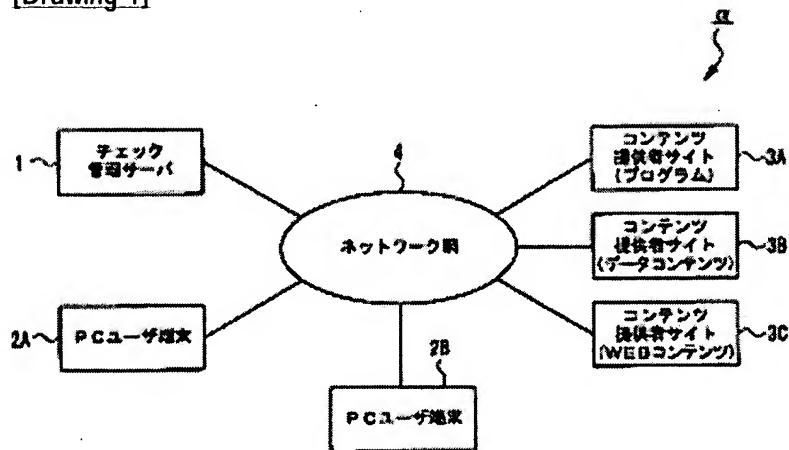 [Drawing 1]
α
1
チェック
管理サーバ
4
コンテンツ
提供者サイト
(プログラム)
3A
ネットワーク網
コンテンツ
提供者サイト
(データコンテンツ)
3B
2A
PCユーザ端末
コンテンツ
提供者サイト
(WEBコンテンツ)
3C
2B
PCユーザ端末